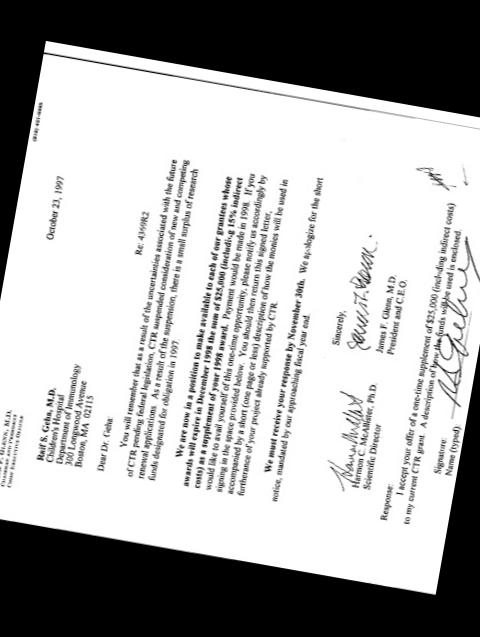 October 23, 1997
Raif S. Geha, M.D.
Children's Hospital
Department of Immunology
300 Longwood Avenue
Boston, MA 02115
Re: 4399R2
Dear Dr. Geha:
You will remember that as a result of the uncertainties associated with the future
of CTR pending federal legislation, CTR suspended consideration of new and competing
renewal applications. As a result of the suspension, there is a small surplus of research
funds designated for obligation in 1997.
We are now in a position to make available to each of our grantees whose
awards will expire in December 1998 the sum of $25,000 (including 15% indirect
costs) as a supplement of your 1998 award. Payment would be made in 1998. If you
would like to avail yourself of this one-time opportunity, please notify us accordingly by
signing in the space provided below. You should then return this signed letter,
accompanied by a short (one page or less) description of how the monies will be used in
furtherance of your project already supported by CTR.
We must receive your response by November 30th. We apologize for the short
notice, mandated by our approaching fiscal year end.
Sincerely,
Harmon C. McAllister, Ph.D. James F. Glenn, M.D.
Scientific Director President and C.E.O.
Response:
I accept your offer of a one-time supplement of $25,000 (including indirect costs)
to my current CTR grant. A description of how the funds will be used is enclosed.
Signature:
Name (typed):